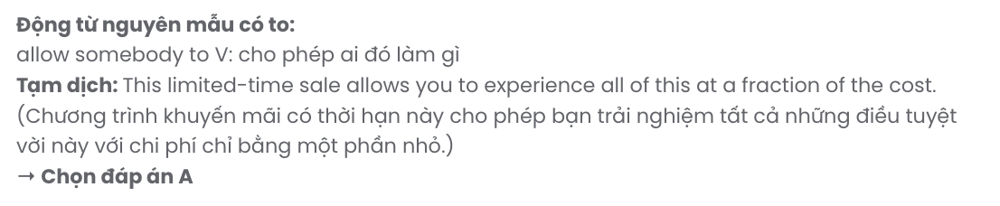 Động từ nguyên mẫu có to:
allow somebody to V: cho phép ai đó làm gì
Tạm dịch: This limited-time sale allows you to experience all of this at a fraction of the cost.
(Chương trình khuyến mãi có thời hạn này cho phép bạn trải nghiệm tất cả những điều tuyệt
vời này với chi phí chỉ bằng một phần nhỏ.)
→ Chọn đáp án A